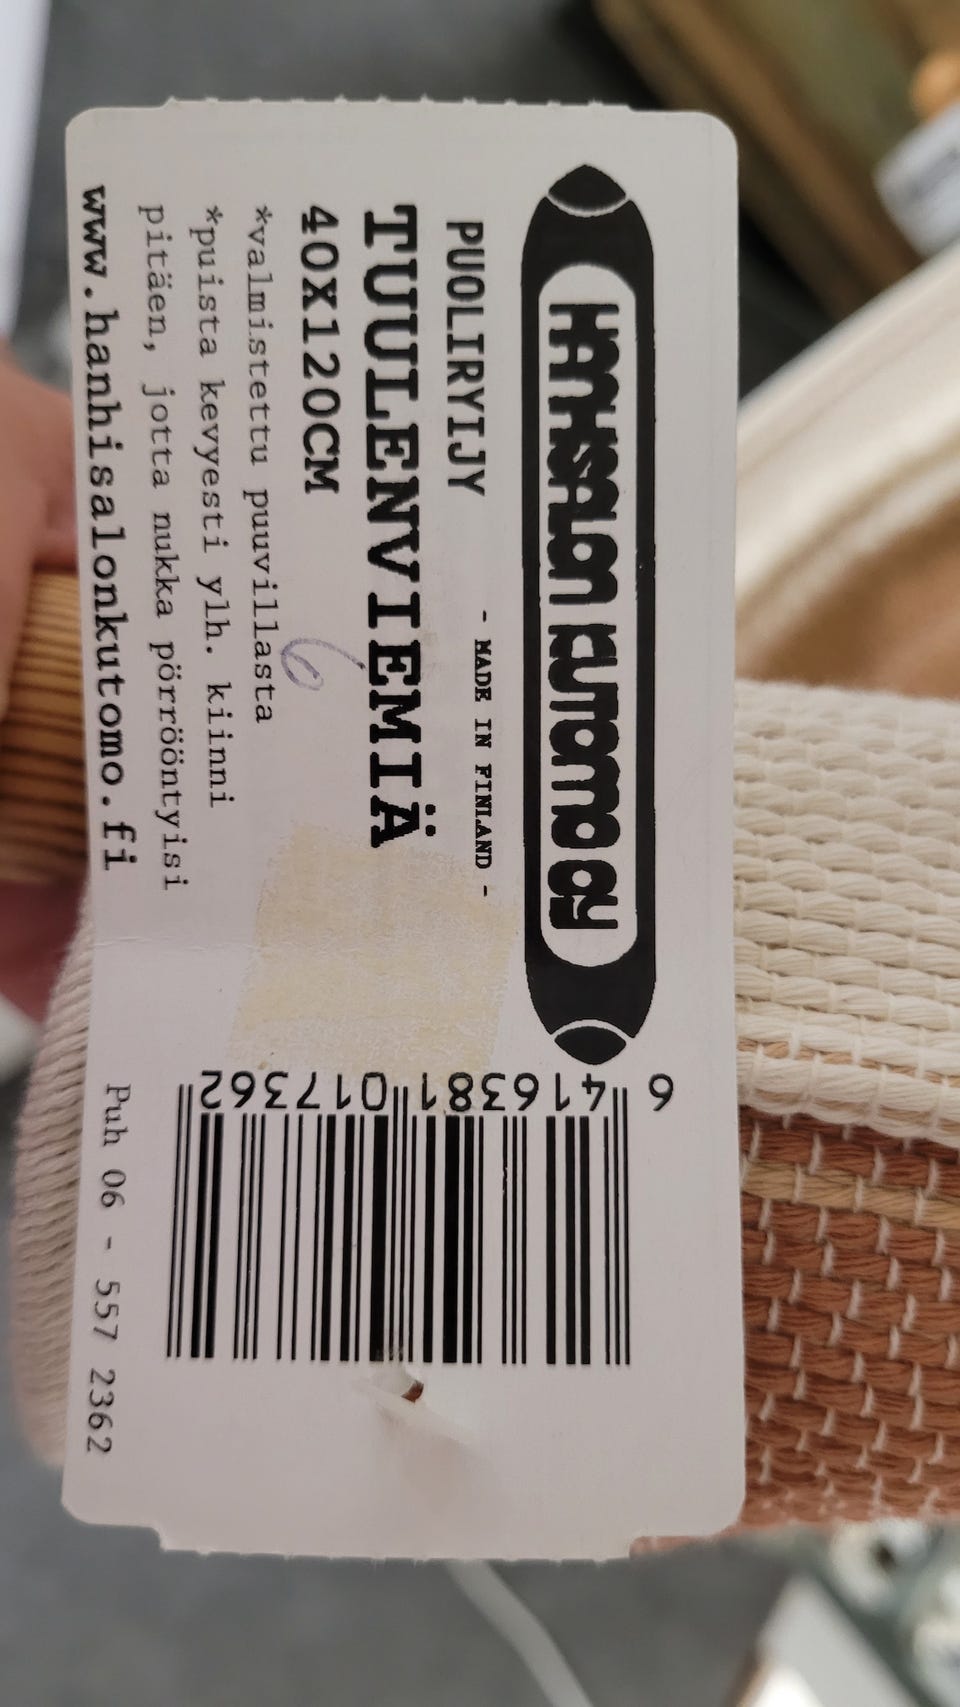 HANHISALON KUTOMO OY
- MADE IN FINLAND -
PUOLIRYIJY
TUULENVIEMIÄ
40X120CM
6
*valmistettu puuvillasta
*puista kevyesti ylh. kiinni
pitäen, jotta nukka pörrööntyisi
www.hanhisalonkutomo.fi
Puh 06 - 557 2362
6 416381 017362